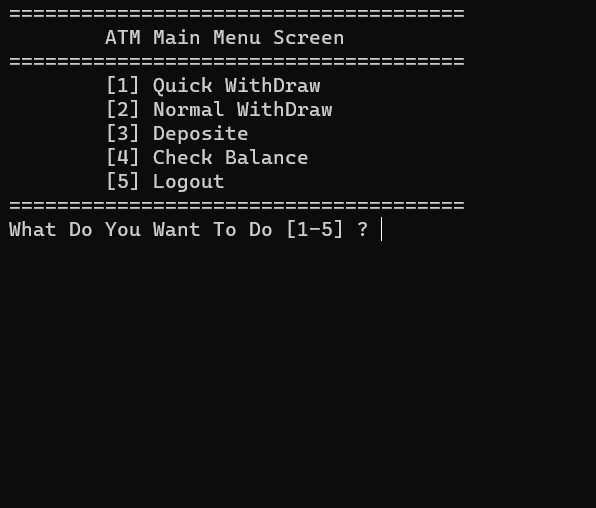 ======================================
ATM Main Menu Screen
======================================
[1] Quick WithDraw
[2] Normal WithDraw
[3] Deposite
[4] Check Balance
[5] Logout
======================================
What Do You Want To Do [1-5] ?